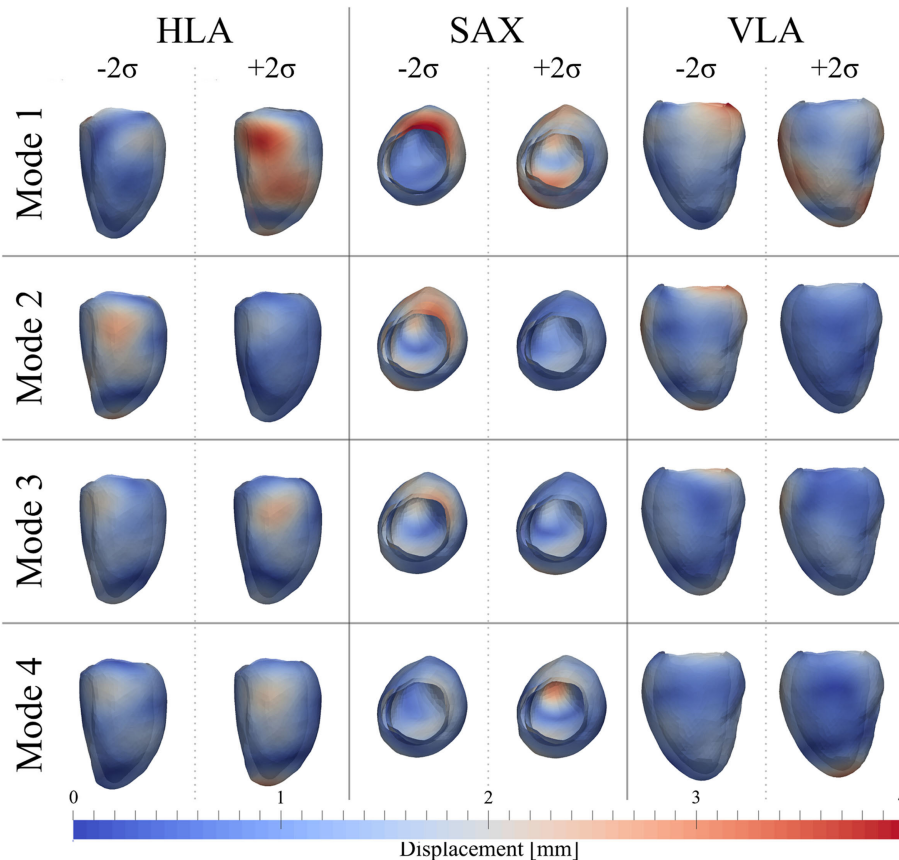 HLA SAX VLA
-2σ +2σ -2σ +2σ -2σ +2σ
Mode 1
Mode 2
Mode 3
Mode 4
0 1 2 3
Displacement [mm]